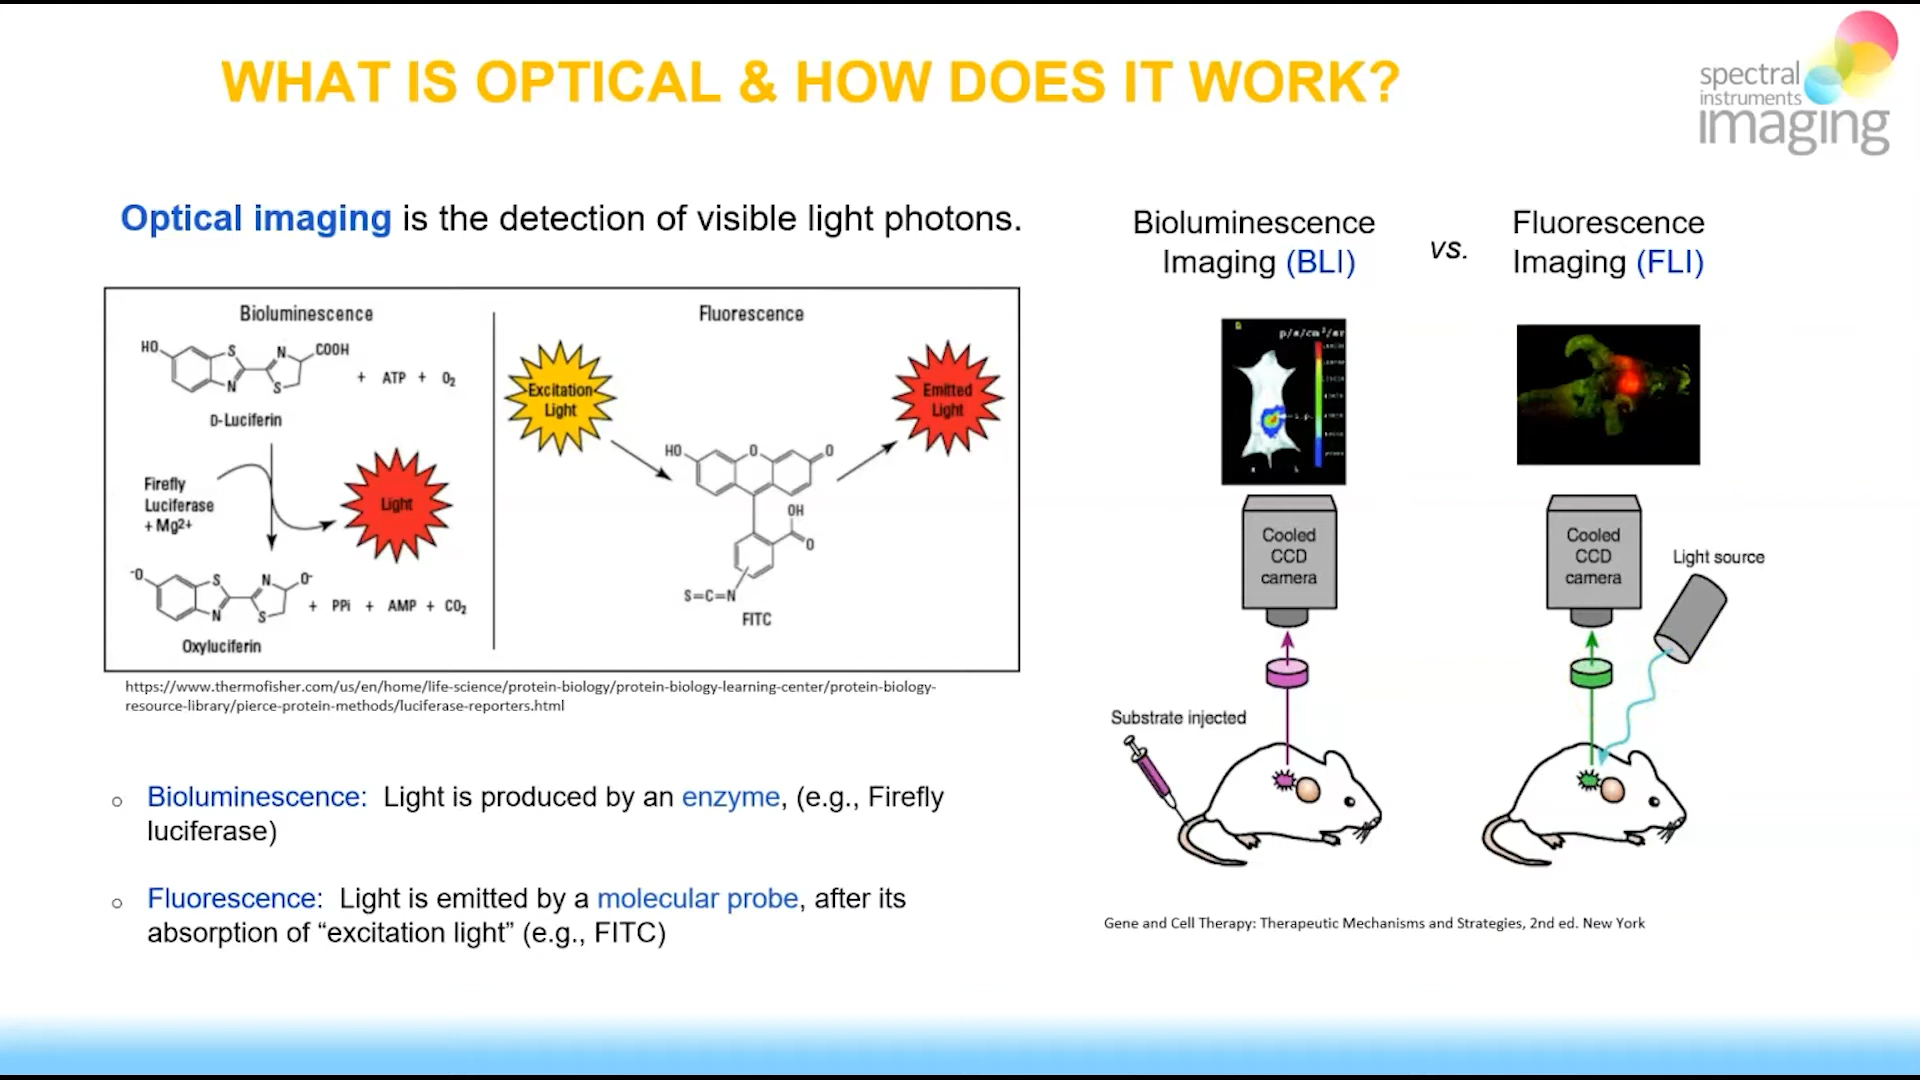 WHAT IS OPTICAL & HOW DOES IT WORK?
spectral
instruments
imaging
Optical imaging is the detection of visible light photons.
Bioluminescence
HO
S
N
N
S
COOH
+ ATP + O₂
D-Luciferin
Firefly
Luciferase
+ Mg2+
Light
-O
S
N
N
S
O-
+ PPi + AMP + CO₂
Oxyluciferin
Fluorescence
Excitation
Light
Emitted
Light
HO
O
O
OH
O
S=C=N
FITC
https://www.thermofisher.com/us/en/home/life-science/protein-biology/protein-biology-learning-center/protein-biology-
resource-library/pierce-protein-methods/luciferase-reporters.html
○ Bioluminescence: Light is produced by an enzyme, (e.g., Firefly
luciferase)
○ Fluorescence: Light is emitted by a molecular probe, after its
absorption of “excitation light” (e.g., FITC)
Bioluminescence
Imaging (BLI)
vs.
Fluorescence
Imaging (FLI)
p/s/cm²/sr
Cooled
CCD
camera
Substrate injected
Cooled
CCD
camera
Light source
Gene and Cell Therapy: Therapeutic Mechanisms and Strategies, 2nd ed. New York